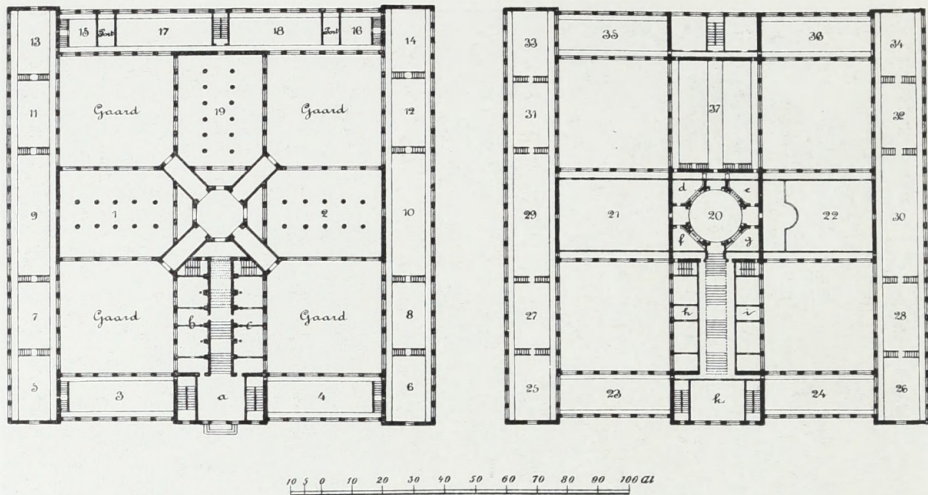 13 15 Port 17 18 Port 16 14
33 35 36 34
11 Gaard 19 Gaard 12
31 37 32
9 1 2 10
29 21 d e 20 f g 22 30
7 Gaard b c Gaard 8
27 h i 28
5 3 a 4 6
25 23 k 24 26
10 5 0 10 20 30 40 50 60 70 80 90 100 Al.